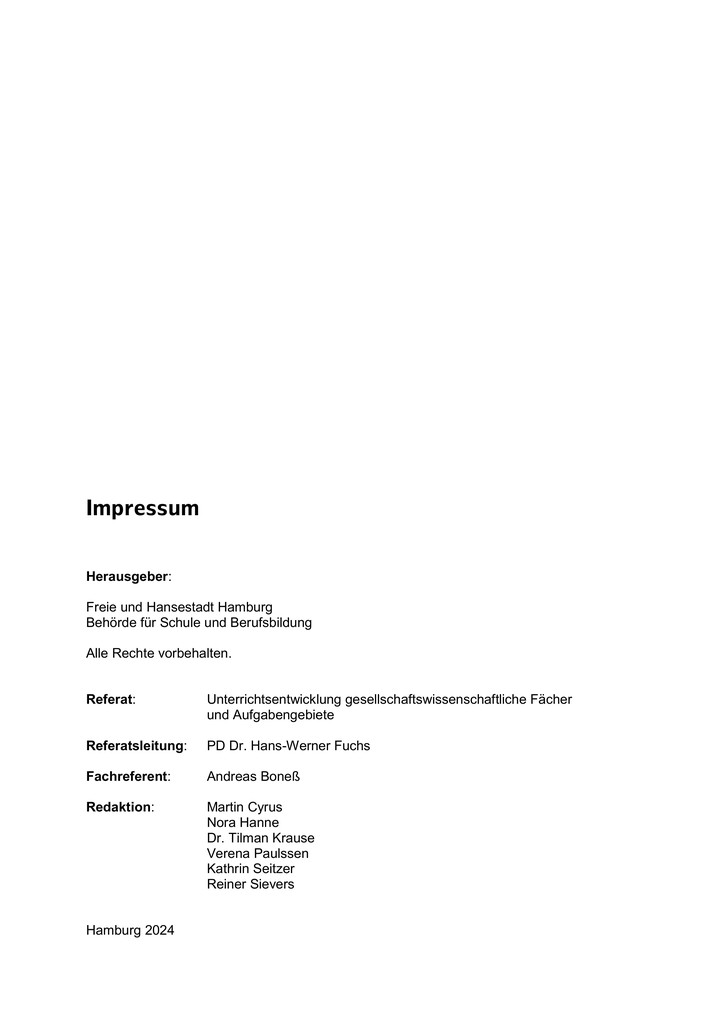 Impressum
Herausgeber:
Freie und Hansestadt Hamburg
Behörde für Schule und Berufsbildung
Alle Rechte vorbehalten.
Referat: Unterrichtsentwicklung gesellschaftswissenschaftliche Fächer
und Aufgabengebiete
Referatsleitung: PD Dr. Hans-Werner Fuchs
Fachreferent: Andreas Boneß
Redaktion: Martin Cyrus
Nora Hanne
Dr. Tilman Krause
Verena Paulssen
Kathrin Seitzer
Reiner Sievers
Hamburg 2024